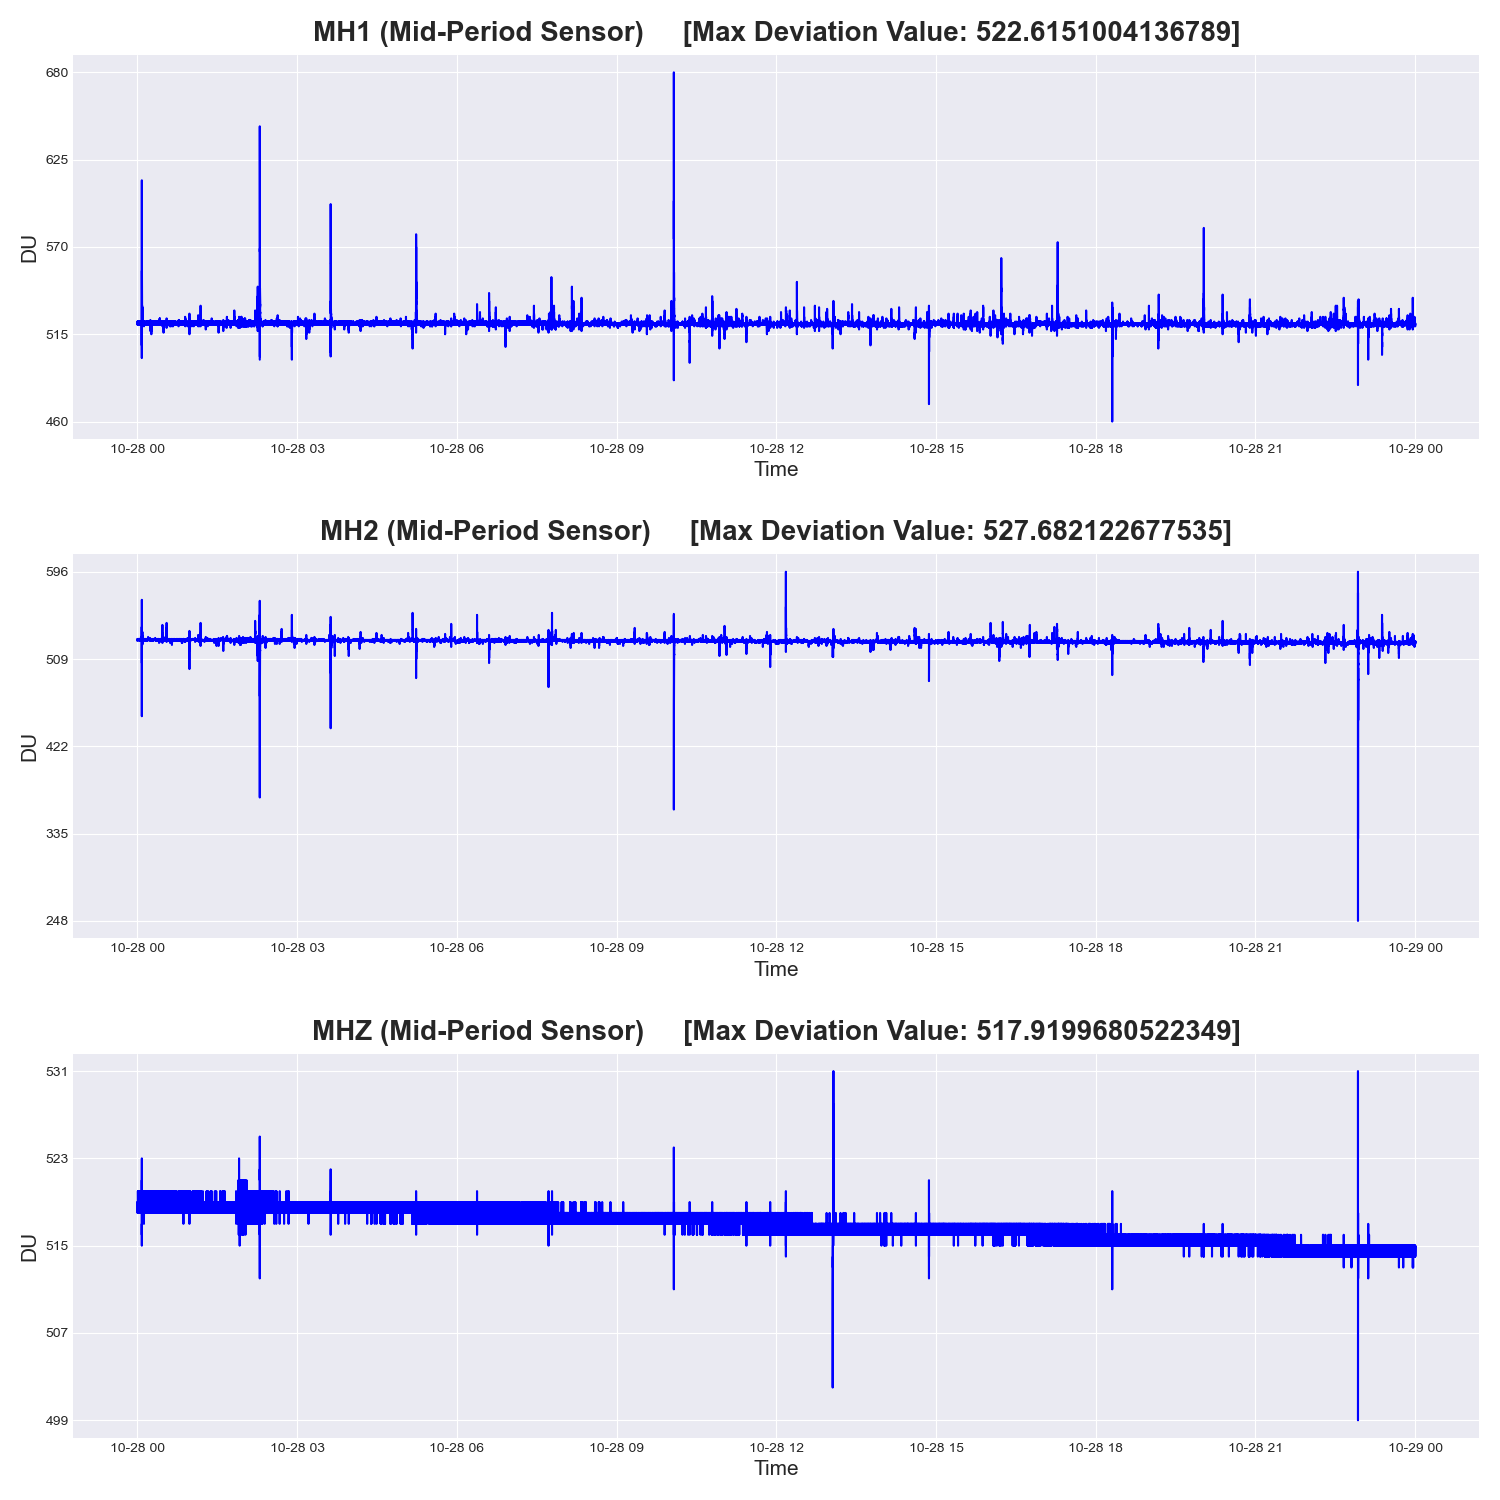 MH1 (Mid-Period Sensor)     [Max Deviation Value: 522.6151004136789]
680
625
570
515
460
DU
10-28 00 10-28 03 10-28 06 10-28 09 10-28 12 10-28 15 10-28 18 10-28 21 10-29 00
Time
MH2 (Mid-Period Sensor)     [Max Deviation Value: 527.682122677535]
596
509
422
335
248
DU
10-28 00 10-28 03 10-28 06 10-28 09 10-28 12 10-28 15 10-28 18 10-28 21 10-29 00
Time
MHZ (Mid-Period Sensor)     [Max Deviation Value: 517.9199680522349]
531
523
515
507
499
DU
10-28 00 10-28 03 10-28 06 10-28 09 10-28 12 10-28 15 10-28 18 10-28 21 10-29 00
Time